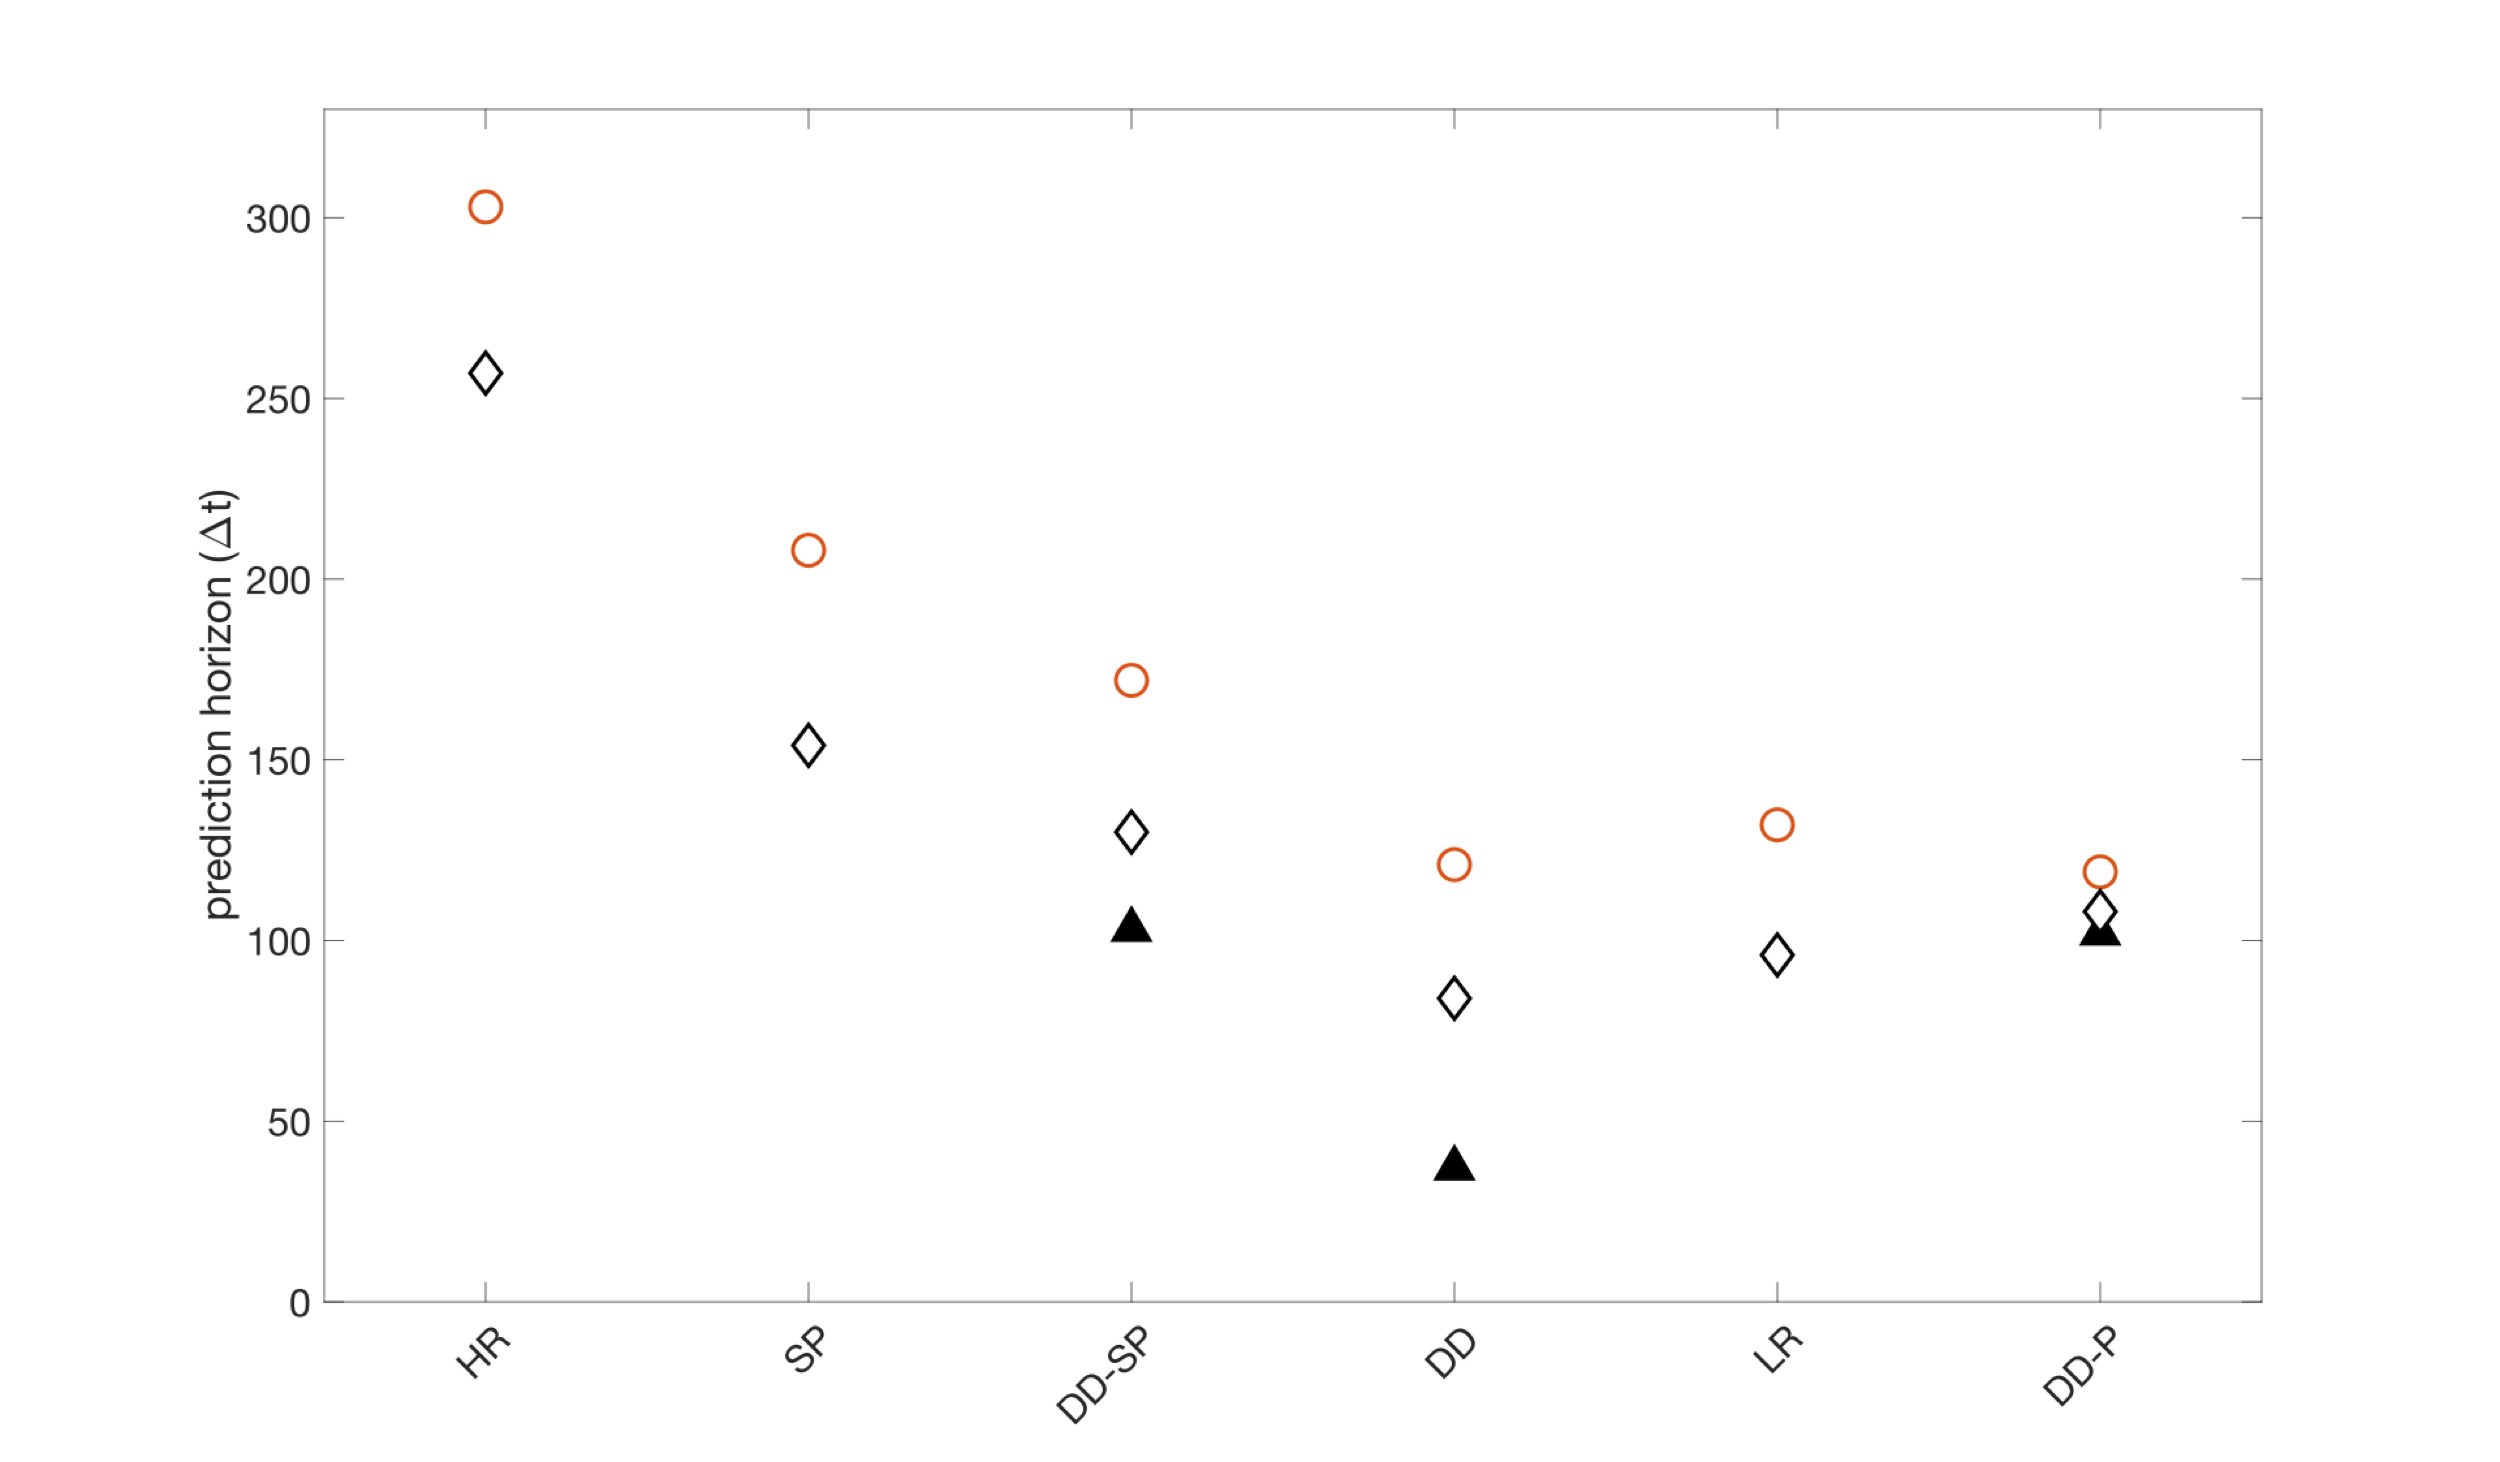 prediction horizon (Δt)
300
250
200
150
100
50
0
HR
SP
DD-SP
DD
LR
DD-P